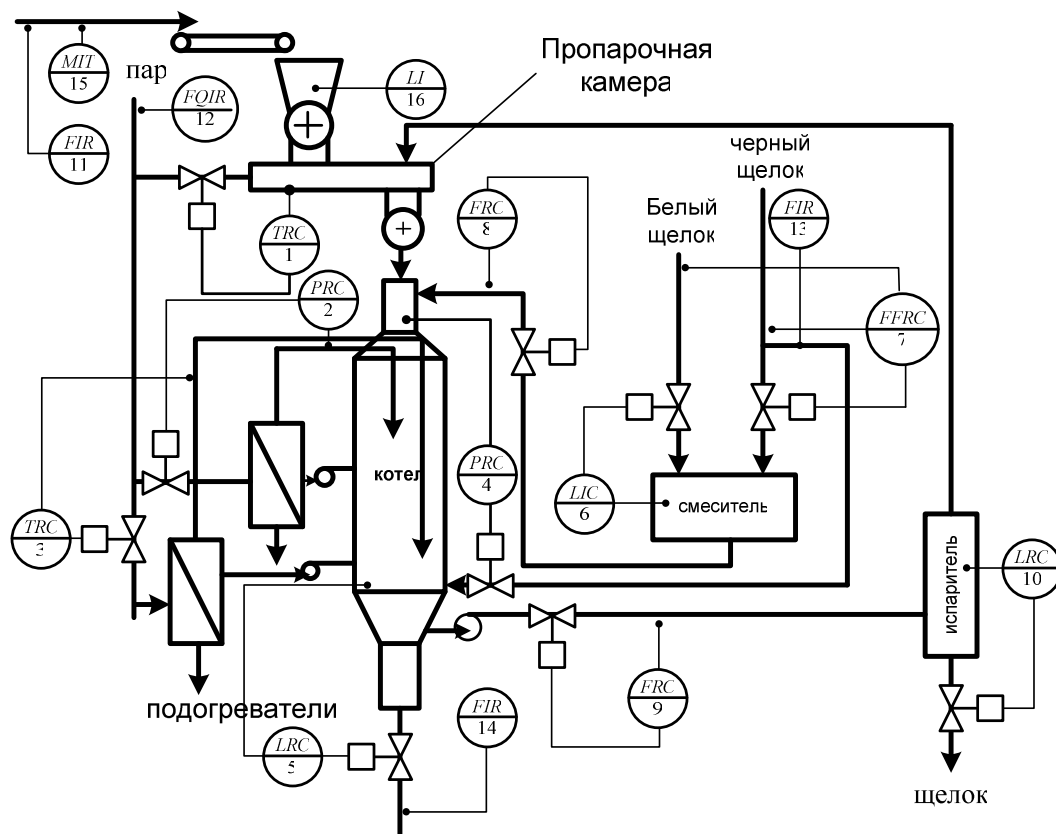 Пропарочная
камера
MIT
15
пар
FQIR
12
LI
16
FIR
11
черный
щелок
Белый
щелок
FRC
8
FIR
13
TRC
1
PRC
2
FFRC
7
котел
PRC
4
LIC
6
смеситель
TRC
3
LRC
10
испаритель
подогреватели
FIR
14
FRC
9
LRC
5
щелок